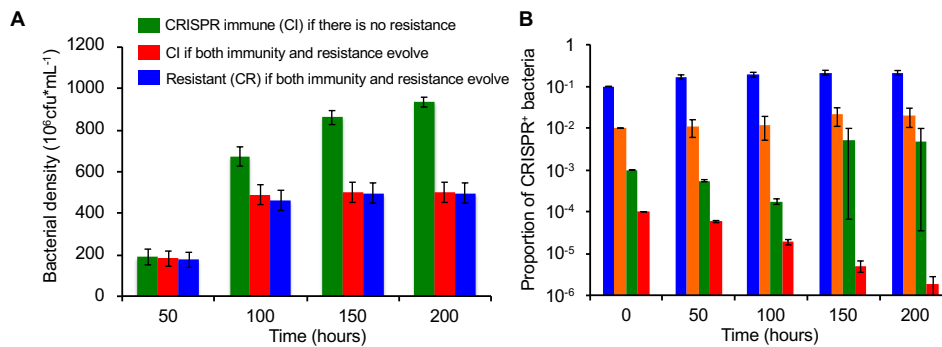 A
CRISPR immune (CI) if there is no resistance
CI if both immunity and resistance evolve
Resistant (CR) if both immunity and resistance evolve
Bacterial density (10⁶cfu*mL⁻¹)
1200
1000
800
600
400
200
0
50 100 150 200
Time (hours)
B
Proportion of CRISPR⁺ bacteria
1
10⁻¹
10⁻²
10⁻³
10⁻⁴
10⁻⁵
10⁻⁶
0 50 100 150 200
Time (hours)